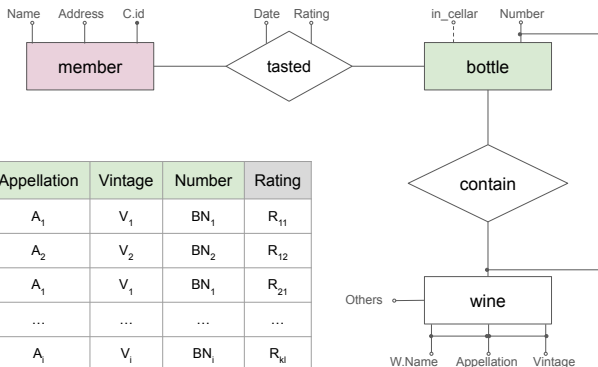 Name Address C.id Date Rating in_cellar Number
member tasted bottle
Appellation Vintage Number Rating
A₁ V₁ BN₁ R₁₁
A₂ V₂ BN₂ R₁₂
A₁ V₁ BN₁ R₂₁
… … … …
Aᵢ Vᵢ BNᵢ Rₖₗ
contain
Others wine
W.Name Appellation Vintage